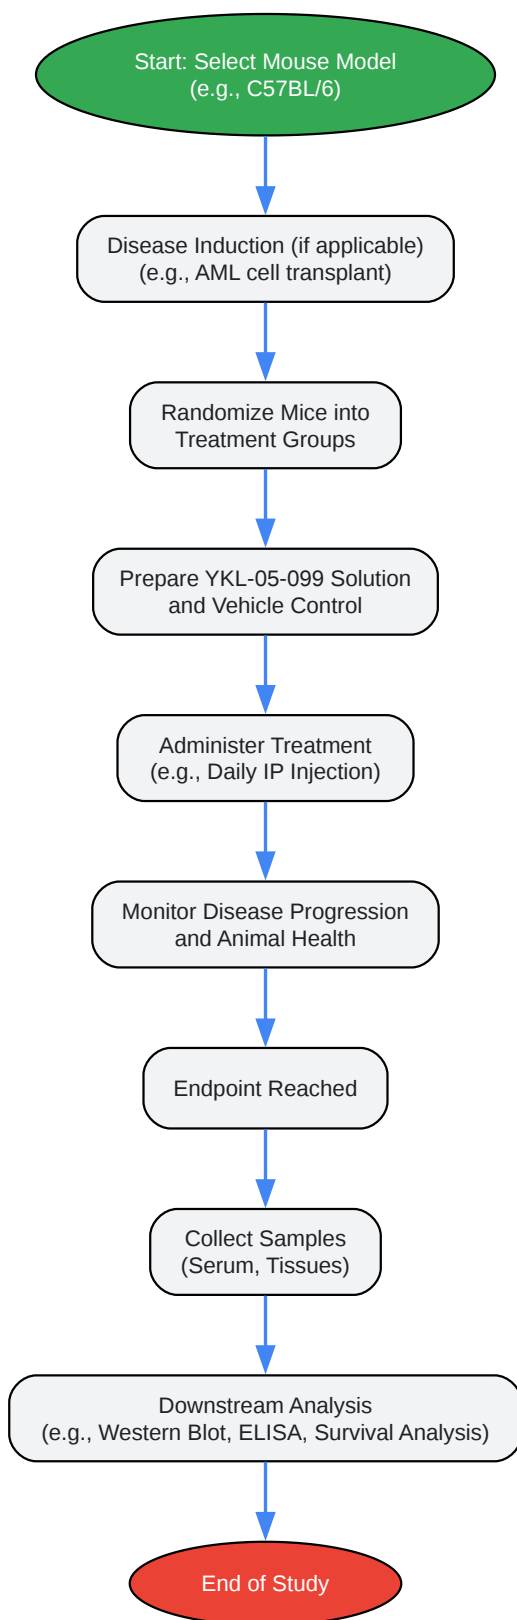 Start: Select Mouse Model
(e.g., C57BL/6)
Disease Induction (if applicable)
(e.g., AML cell transplant)
Randomize Mice into
Treatment Groups
Prepare YKL-05-099 Solution
and Vehicle Control
Administer Treatment
(e.g., Daily IP Injection)
Monitor Disease Progression
and Animal Health
Endpoint Reached
Collect Samples
(Serum, Tissues)
Downstream Analysis
(e.g., Western Blot, ELISA, Survival Analysis)
End of Study